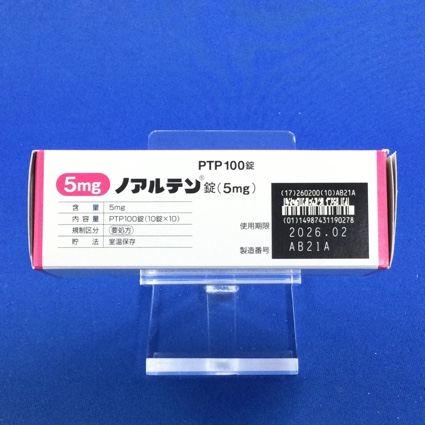 PTP100錠
5mg ノアルテン®錠(5mg)
含 量 5mg
内 容 量 PTP100錠(10錠×10)
規制区分 要処方
貯 法 室温保存
(17)260200(10)AB21A
(01)14987431190278
使用期限 2026.02
製造番号 AB21A